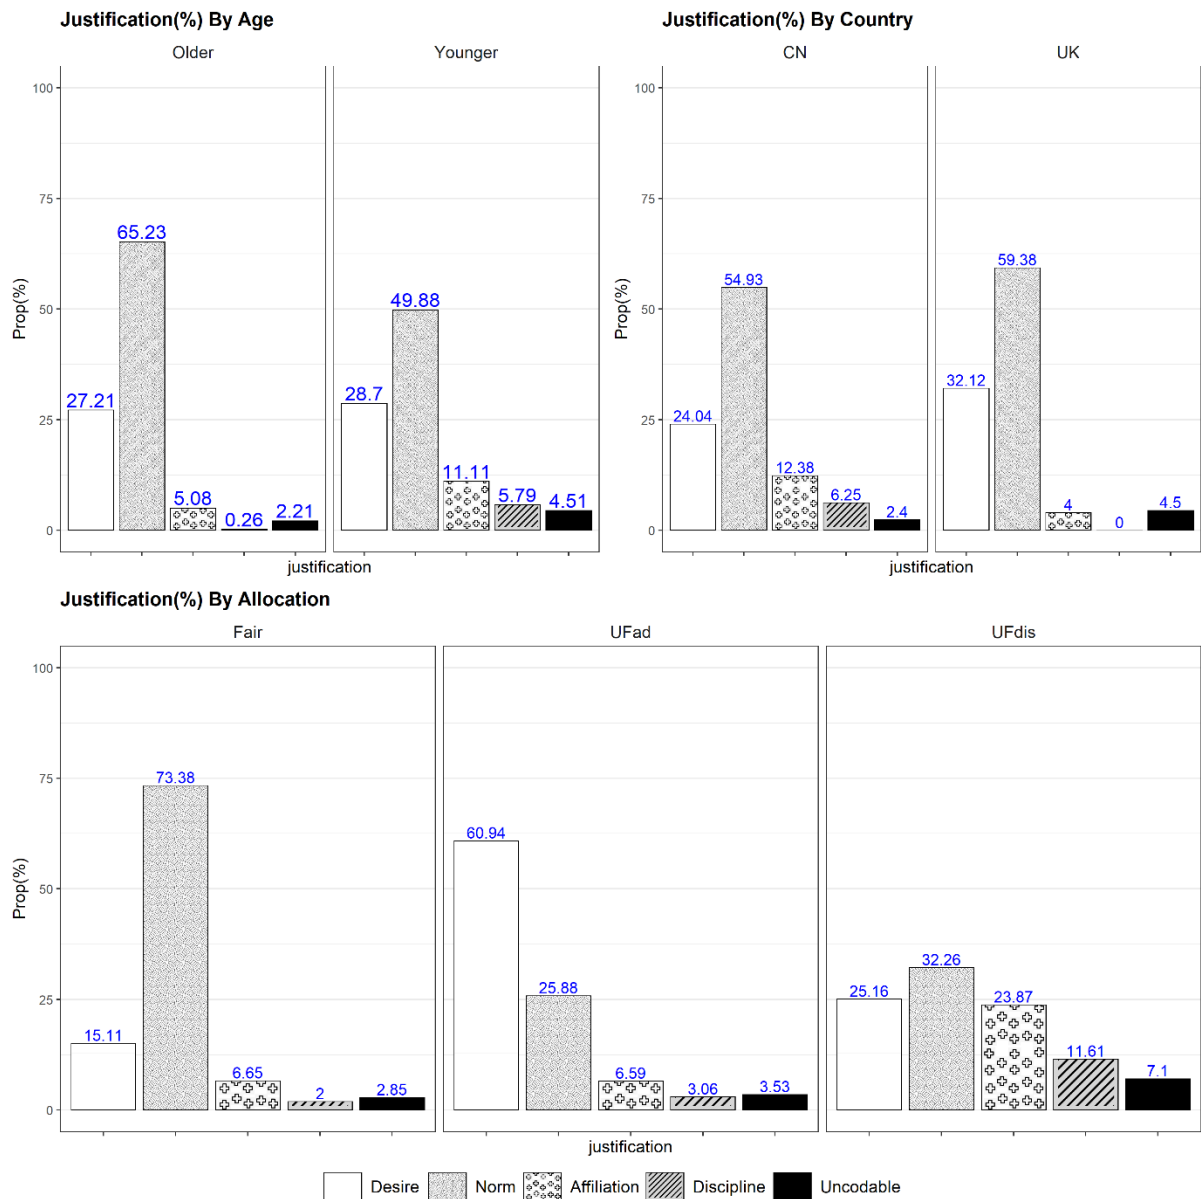 Justification(%) By Age
Older
Younger
Prop(%)
100
75
50
25
0
27.21
65.23
5.08
0.26
2.21
28.7
49.88
11.11
5.79
4.51
justification
Justification(%) By Country
CN
UK
Prop(%)
100
75
50
25
0
24.04
54.93
12.38
6.25
2.4
32.12
59.38
4
0
4.5
justification
Justification(%) By Allocation
Fair
UFad
UFdis
Prop(%)
100
75
50
25
0
15.11
73.38
6.65
2
2.85
60.94
25.88
6.59
3.06
3.53
25.16
32.26
23.87
11.61
7.1
justification
Desire Norm Affiliation Discipline Uncodable